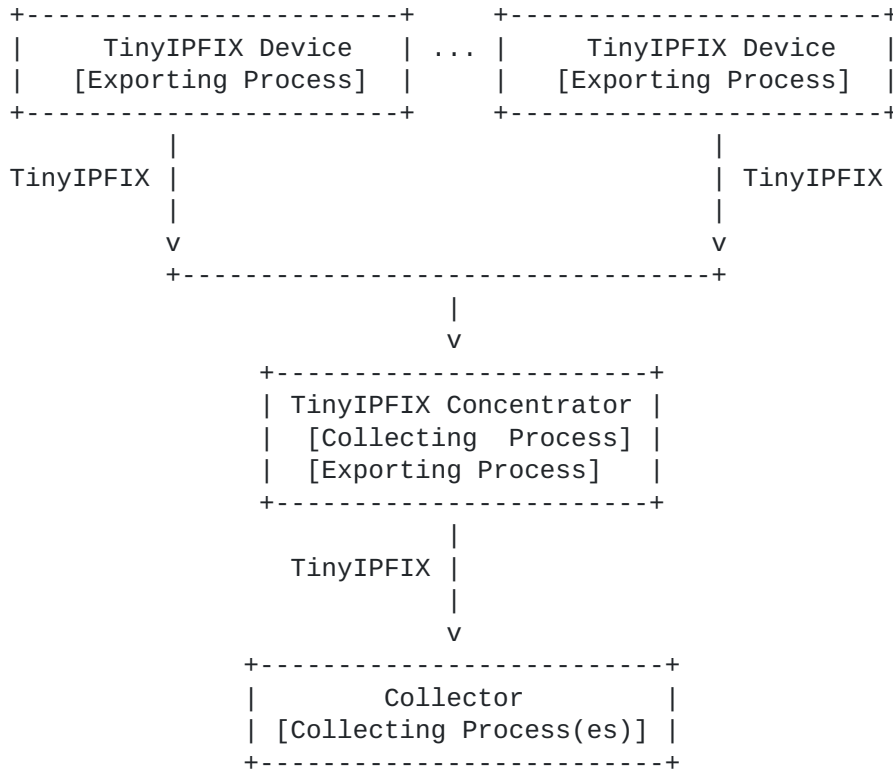 TinyIPFIX Device ... TinyIPFIX Device
[Exporting Process] [Exporting Process]
TinyIPFIX TinyIPFIX
v v
v
TinyIPFIX Concentrator
[Collecting  Process]
[Exporting Process]
TinyIPFIX
v
Collector
[Collecting Process(es)]